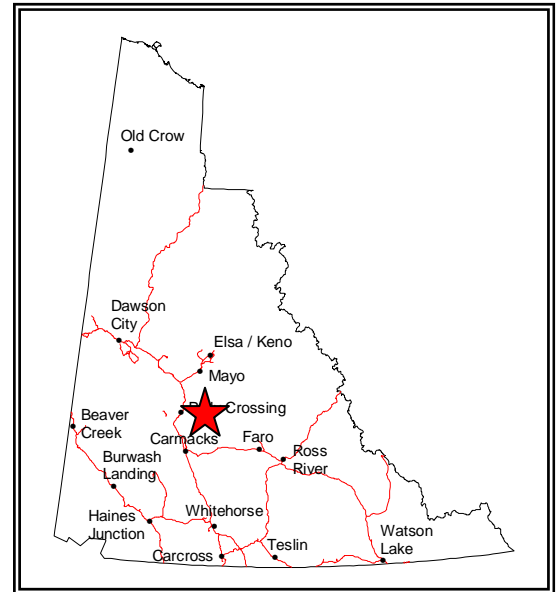 Old Crow
Dawson
City
Elsa / Keno
Mayo
Crossing
Beaver
Creek
Carmacks
Faro
Ross
River
Burwash
Landing
Haines
Junction
Whitehorse
Watson
Lake
Carcross
Teslin